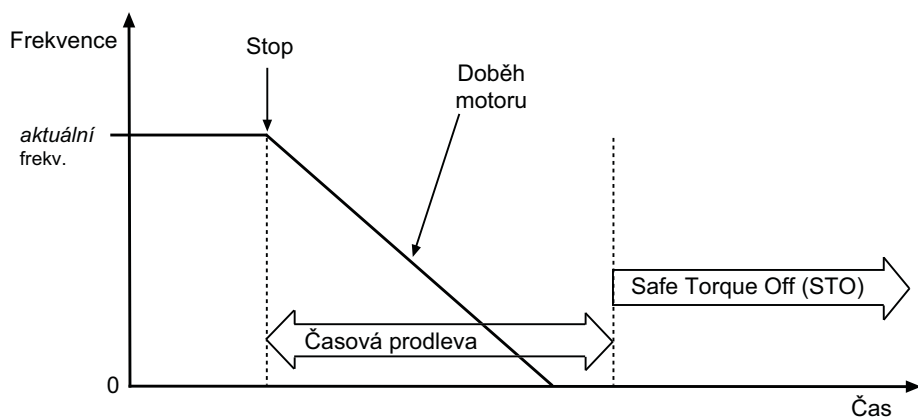 Frekvence
Stop
Doběh
motoru
aktuální
frekv.
Safe Torque Off (STO)
Časová prodleva
0
Čas